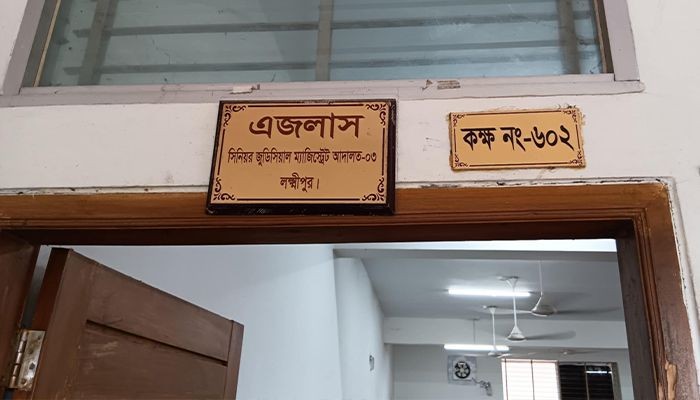 এজলাস
সিনিয়র জুডিসিয়াল ম্যাজিস্ট্রেট আদালত-০৩
লক্ষ্মীপুর।
কক্ষ নং-৬০২